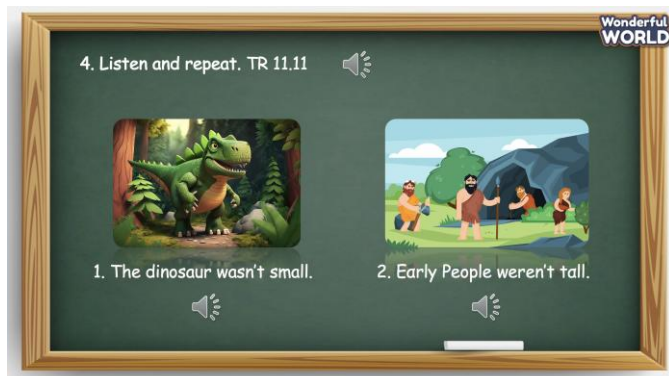 Wonderful
WORLD
4. Listen and repeat. TR 11.11
1. The dinosaur wasn't small.
2. Early People weren't tall.